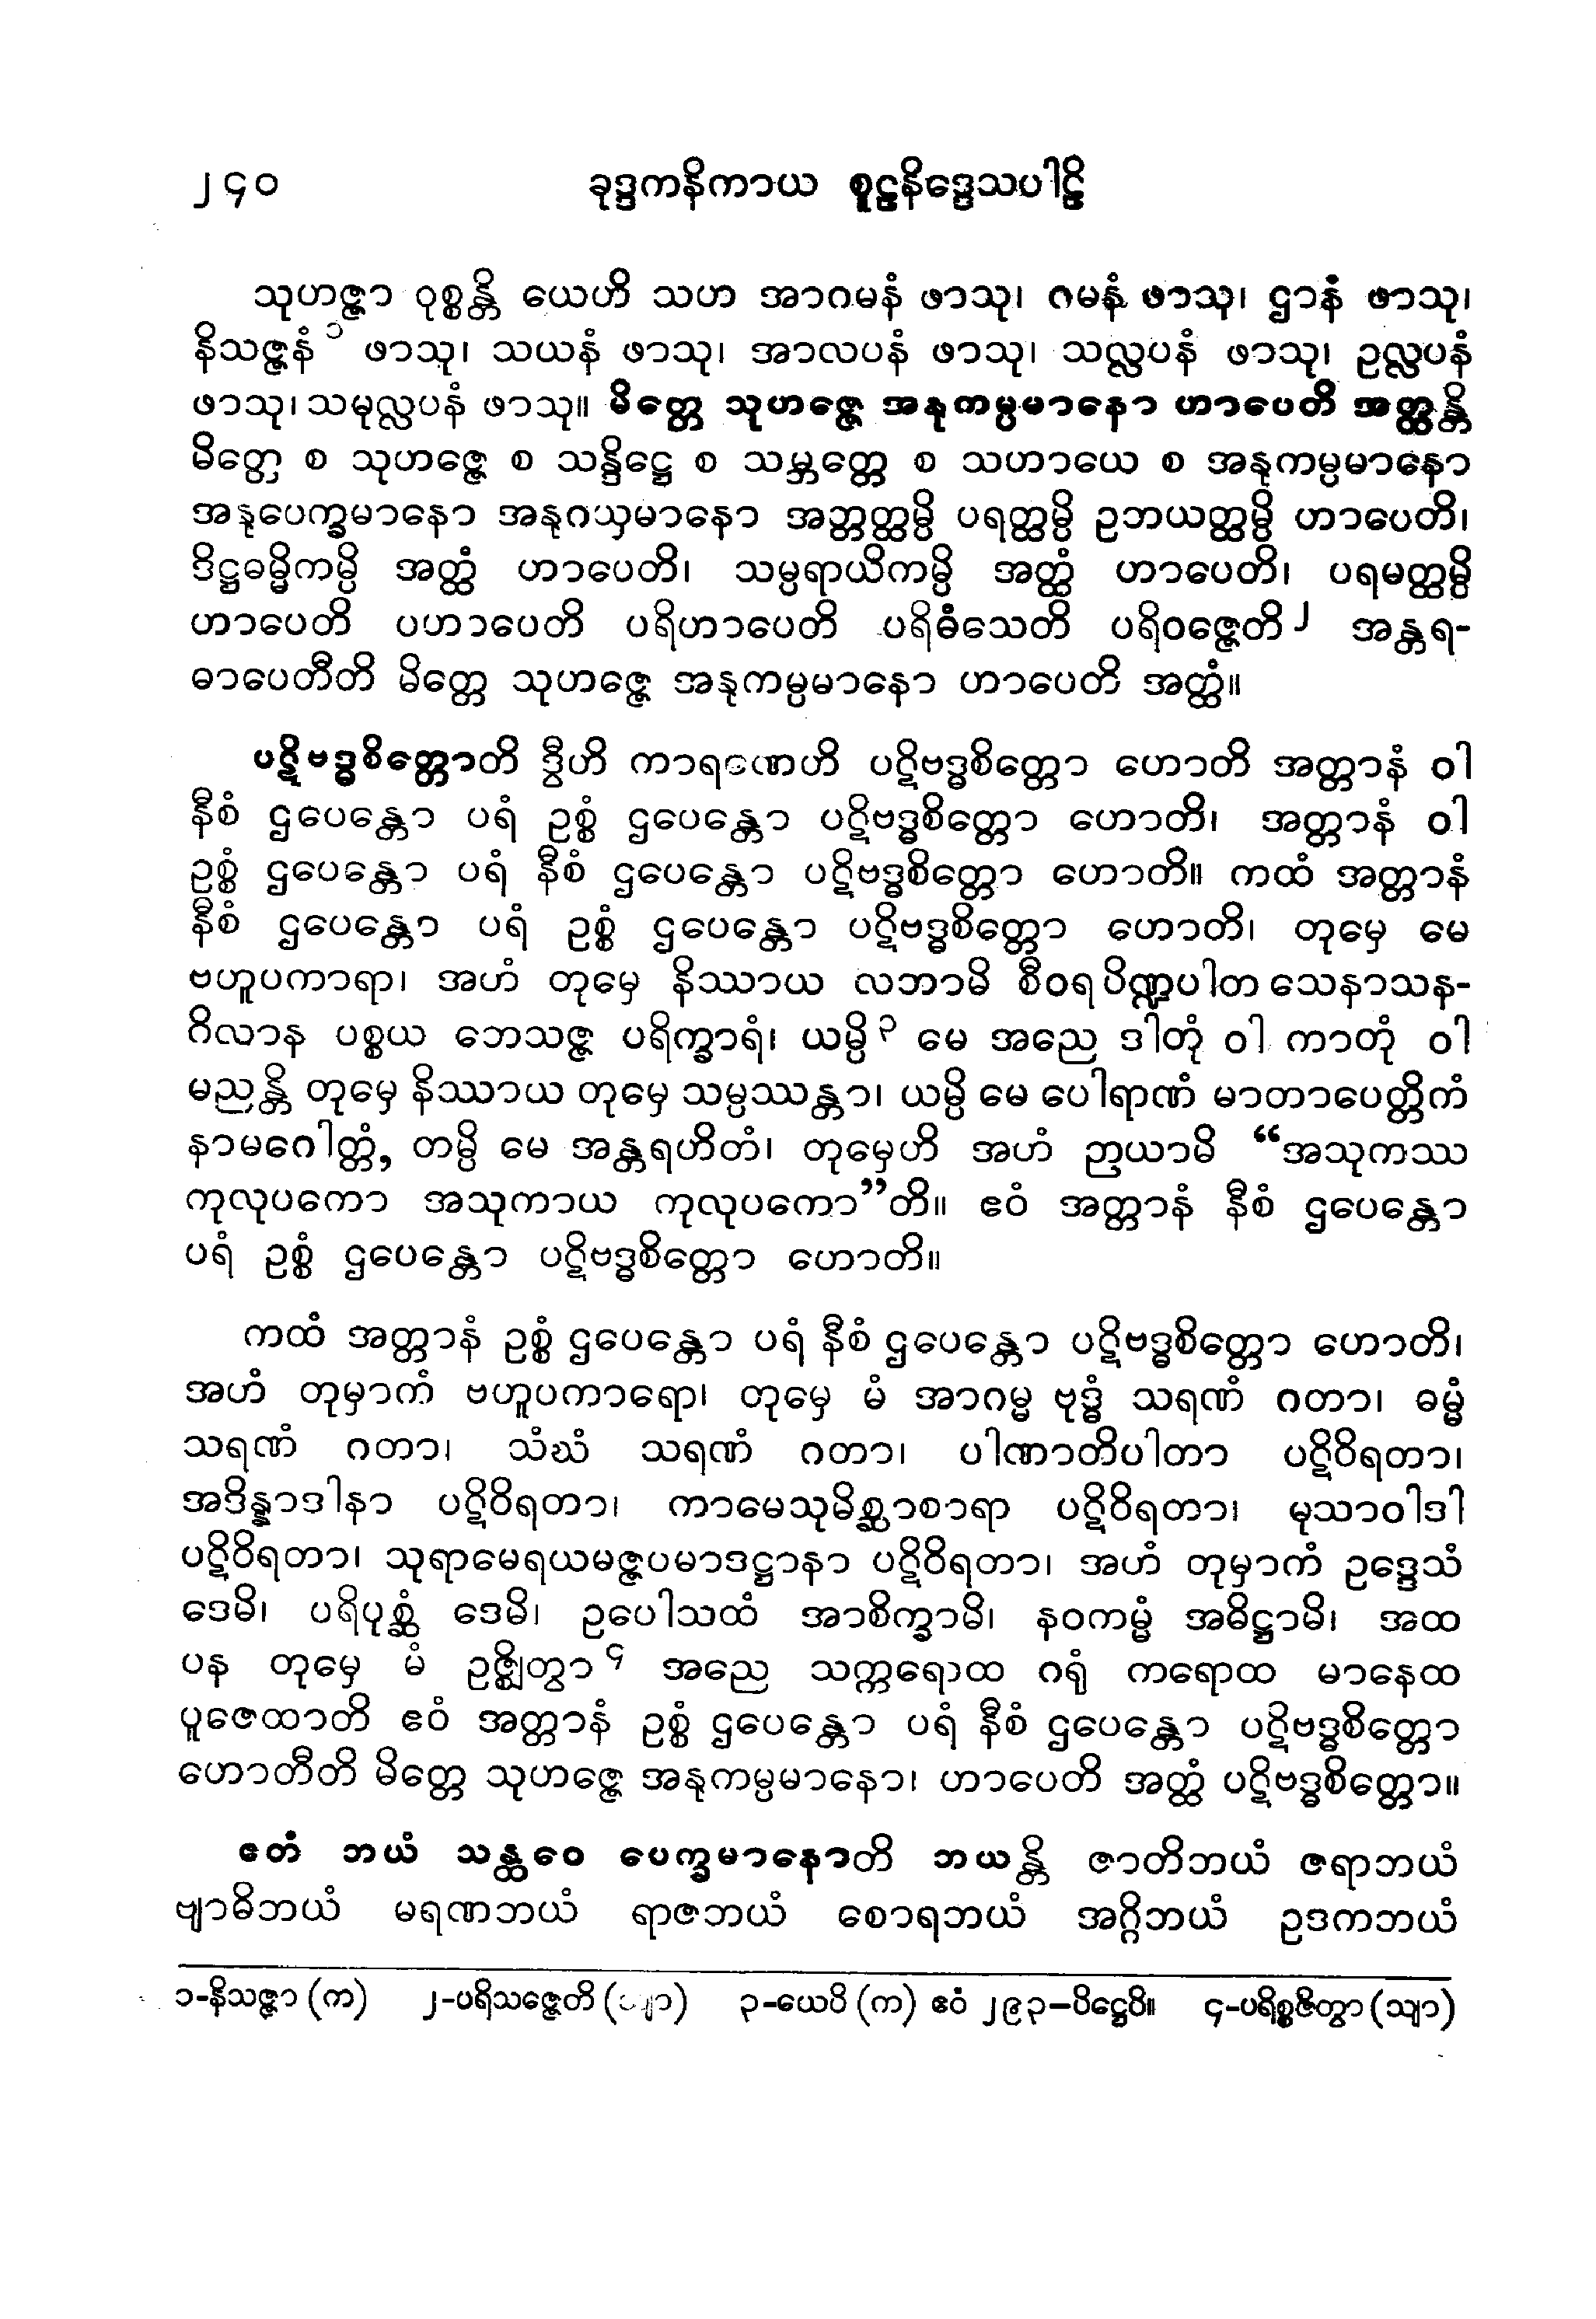 ၂၄၀ ခုဒ္ဒကနိကာယ စူဠနိဒ္ဒေသပါဠိ
သုဟဇ္ဇာ ဝုစ္စန္တိ ယေဟိ သဟ အာဂမနံ ဖာသု၊ ဂမနံ ဖာသု၊ ဌာနံ ဖာသု၊
နိသဇ္ဇနံ ၁ ဖာသု၊ သယနံ ဖာသု၊ အာလပနံ ဖာသု၊ သလ္လပနံ ဖာသု၊ ဥလ္လပနံ
ဖာသု၊ သမုလ္လပနံ ဖာသု။ မိတ္တေ သုဟဇ္ဇေ အနုကမ္ပမာနော ဟာပေတိ အတ္ထန္တိ
မိတ္တေ စ သုဟဇ္ဇေ စ သန္ဒိဋ္ဌေ စ သမ္ဘတ္တေ စ သဟာယေ စ အနုကမ္ပမာနော
အနုပေက္ခမာနော အနုဂယှမာနော အတ္တတ္ထမ္ပိ ပရတ္ထမ္ပိ ဥဘယတ္ထမ္ပိ ဟာပေတိ၊
ဒိဋ္ဌဓမ္မိကမ္ပိ အတ္ထံ ဟာပေတိ၊ သမ္ပရာယိကမ္ပိ အတ္ထံ ဟာပေတိ၊ ပရမတ္ထမ္ပိ
ဟာပေတိ ပဟာပေတိ ပရိဟာပေတိ ပရိဓံသေတိ ပရိဝဇ္ဇေတိ ၂ အန္တရ-
ဓာပေတီတိ မိတ္တေ သုဟဇ္ဇေ အနုကမ္ပမာနော ဟာပေတိ အတ္ထံ။
ပဋိဗဒ္ဓစိတ္တောတိ ဒွီဟိ ကာရဏေဟိ ပဋိဗဒ္ဓစိတ္တော ဟောတိ အတ္တာနံ ဝါ
နီစံ ဌပေန္တော ပရံ ဥစ္စံ ဌပေန္တော ပဋိဗဒ္ဓစိတ္တော ဟောတိ၊ အတ္တာနံ ဝါ
ဥစ္စံ ဌပေန္တော ပရံ နီစံ ဌပေန္တော ပဋိဗဒ္ဓစိတ္တော ဟောတိ။ ကထံ အတ္တာနံ
နီစံ ဌပေန္တော ပရံ ဥစ္စံ ဌပေန္တော ပဋိဗဒ္ဓစိတ္တော ဟောတိ၊ တုမှေ မေ
ဗဟူပကာရာ၊ အဟံ တုမှေ နိဿာယ လဘာမိ စီဝရပိဏ္ဍပါတ သေနာသန-
ဂိလာန ပစ္စယ ဘေသဇ္ဇ ပရိက္ခာရံ၊ ယမ္ပိ ၃ မေ အညေ ဒါတုံ ဝါ ကာတုံ ဝါ
မညန္တိ တုမှေ နိဿာယ တုမှေ သမ္ပဿန္တာ၊ ယမ္ပိ မေ ပေါရာဏံ မာတာပေတ္တိကံ
နာမဂေါတ္တံ, တမ္ပိ မေ အန္တရဟိတံ၊ တုမှေဟိ အဟံ ဉာယာမိ “အသုကဿ
ကုလုပကော အသုကာယ ကုလုပကော”တိ။ ဧဝံ အတ္တာနံ နီစံ ဌပေန္တော
ပရံ ဥစ္စံ ဌပေန္တော ပဋိဗဒ္ဓစိတ္တော ဟောတိ။
ကထံ အတ္တာနံ ဥစ္စံ ဌပေန္တော ပရံ နီစံ ဌပေန္တော ပဋိဗဒ္ဓစိတ္တော ဟောတိ၊
အဟံ တုမှာကံ ဗဟူပကာရော၊ တုမှေ မံ အာဂမ္မ ဗုဒ္ဓံ သရဏံ ဂတာ၊ ဓမ္မံ
သရဏံ ဂတာ၊ သံဃံ သရဏံ ဂတာ၊ ပါဏာတိပါတာ ပဋိဝိရတာ၊
အဒိန္နာဒါနာ ပဋိဝိရတာ၊ ကာမေသုမိစ္ဆာစာရာ ပဋိဝိရတာ၊ မုသာဝါဒါ
ပဋိဝိရတာ၊ သုရာမေရယမဇ္ဇပမာဒဋ္ဌာနာ ပဋိဝိရတာ၊ အဟံ တုမှာကံ ဥဒ္ဒေသံ
ဒေမိ၊ ပရိပုစ္ဆံ ဒေမိ၊ ဥပေါသထံ အာစိက္ခာမိ၊ နဝကမ္မံ အဓိဋ္ဌာမိ၊ အထ
ပန တုမှေ မံ ဥဇ္ဈိတွာ ၄ အညေ သက္ကရောထ ဂရုံ ကရောထ မာနေထ
ပူဇေထာတိ ဧဝံ အတ္တာနံ ဥစ္စံ ဌပေန္တော ပရံ နီစံ ဌပေန္တော ပဋိဗဒ္ဓစိတ္တော
ဟောတီတိ မိတ္တေ သုဟဇ္ဇေ အနုကမ္ပမာနော၊ ဟာပေတိ အတ္ထံ ပဋိဗဒ္ဓစိတ္တော။
ဧတံ ဘယံ သန္ထဝေ ပေက္ခမာနောတိ ဘယန္တိ ဇာတိဘယံ ဇရာဘယံ
ဗျာဓိဘယံ မရဏဘယံ ရာဇဘယံ စောရဘယံ အဂ္ဂိဘယံ ဥဒကဘယံ
၁-နိသဇ္ဇာ (က) ၂-ပရိသဇ္ဇေတိ (သျာ) ၃-ယေပိ (က) ဧဝံ ၂၉၃-ပိဋ္ဌေပိ။ ၄-ပရိစ္စဇိတွာ (သျာ)